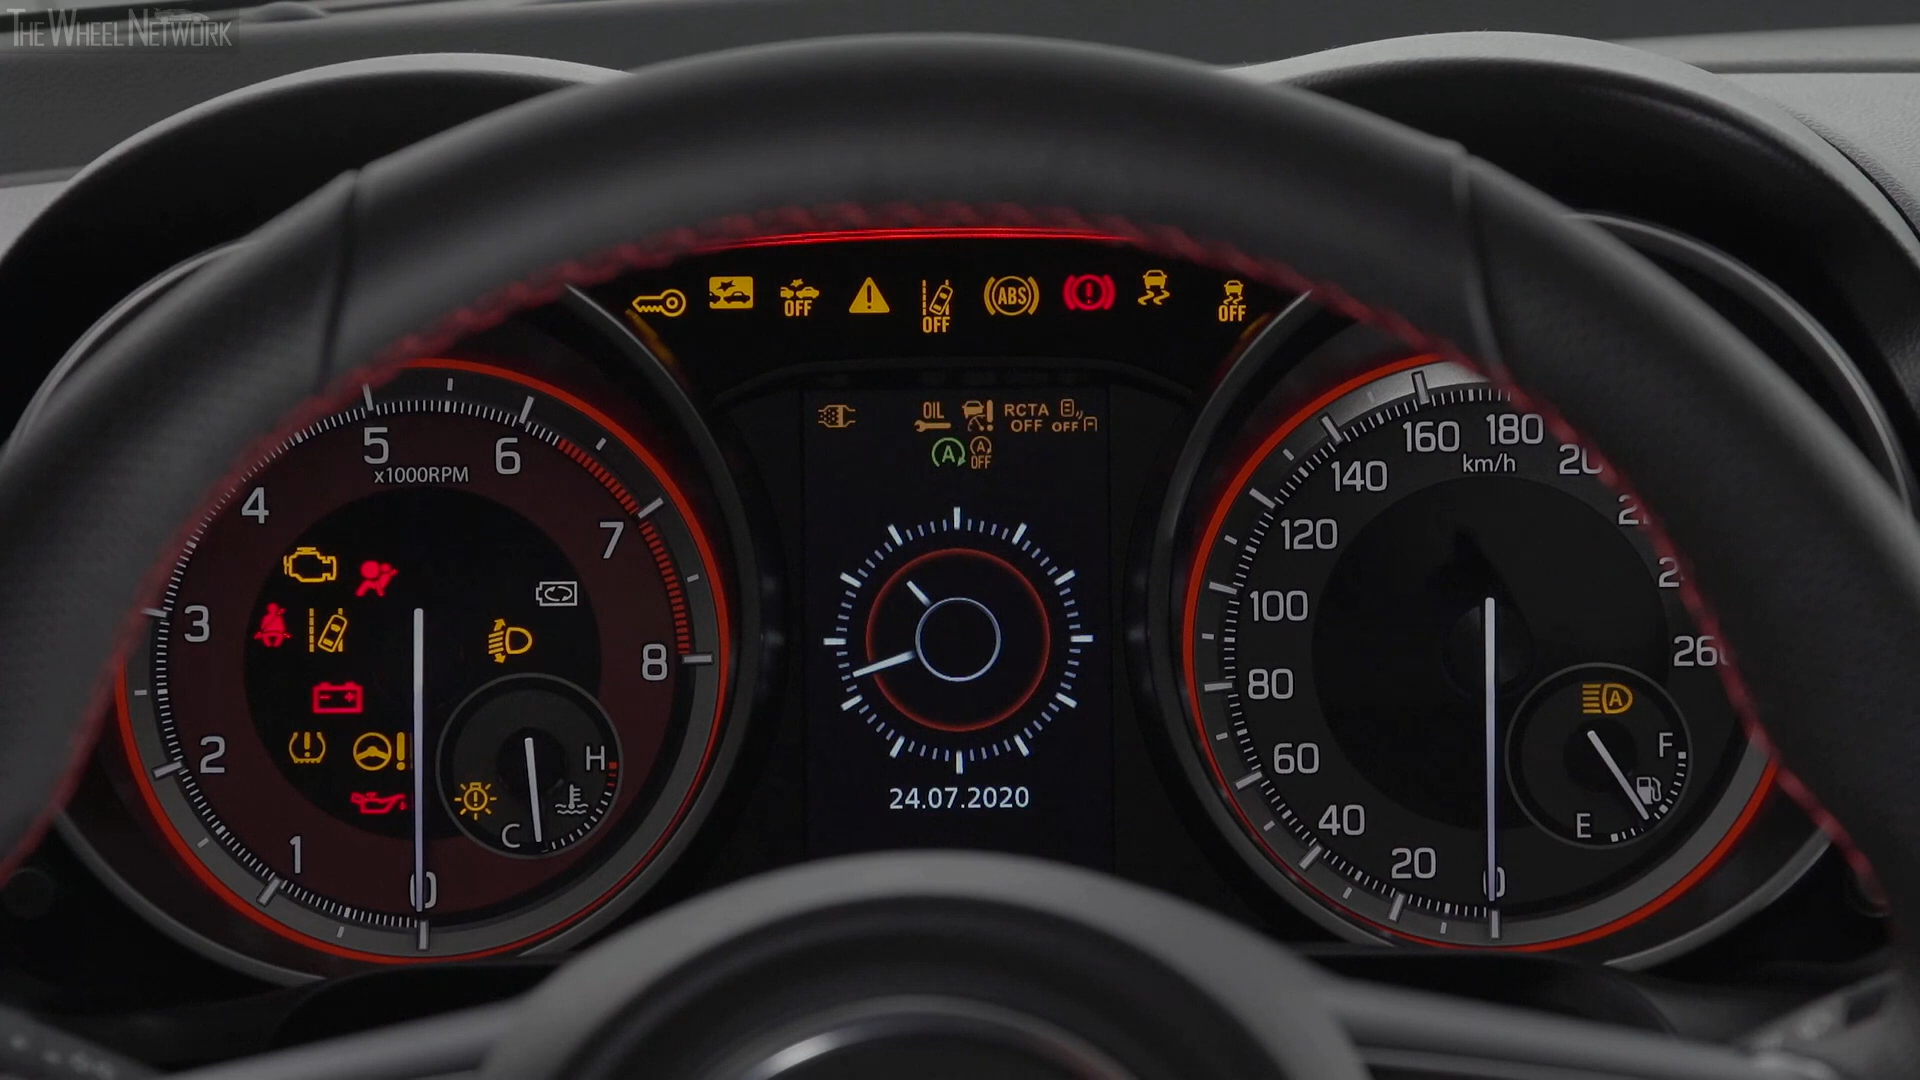 THE WHEEL NETWORK
OFF
OFF
ABS
OFF
OIL
RCTA
OFF
OFF
A
A
OFF
5
6
x1000RPM
4
7
3
8
2
1
0
H
C
24.07.2020
160
180
km/h
140
120
100
80
60
40
20
0
260
A
F
E